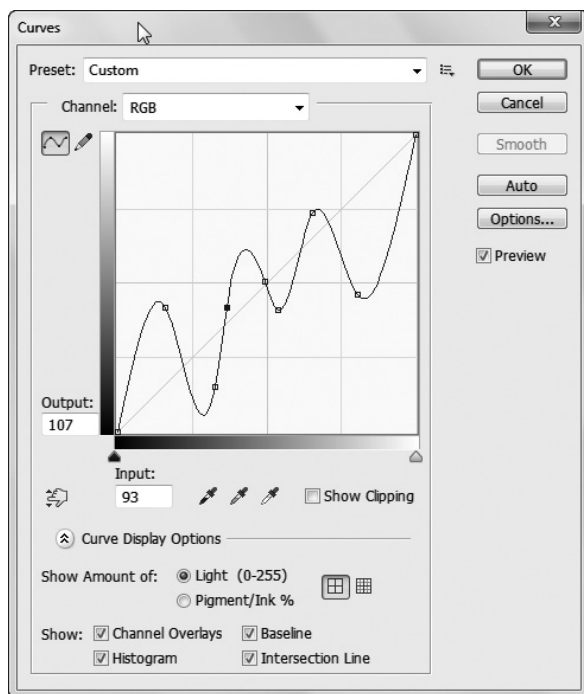 Curves
Preset: Custom
OK
Channel: RGB
Cancel
Smooth
Auto
Options...
Preview
Output:
107
Input:
93
Show Clipping
Curve Display Options
Show Amount of: Light (0-255)
Pigment/Ink %
Show: Channel Overlays Baseline
Histogram Intersection Line